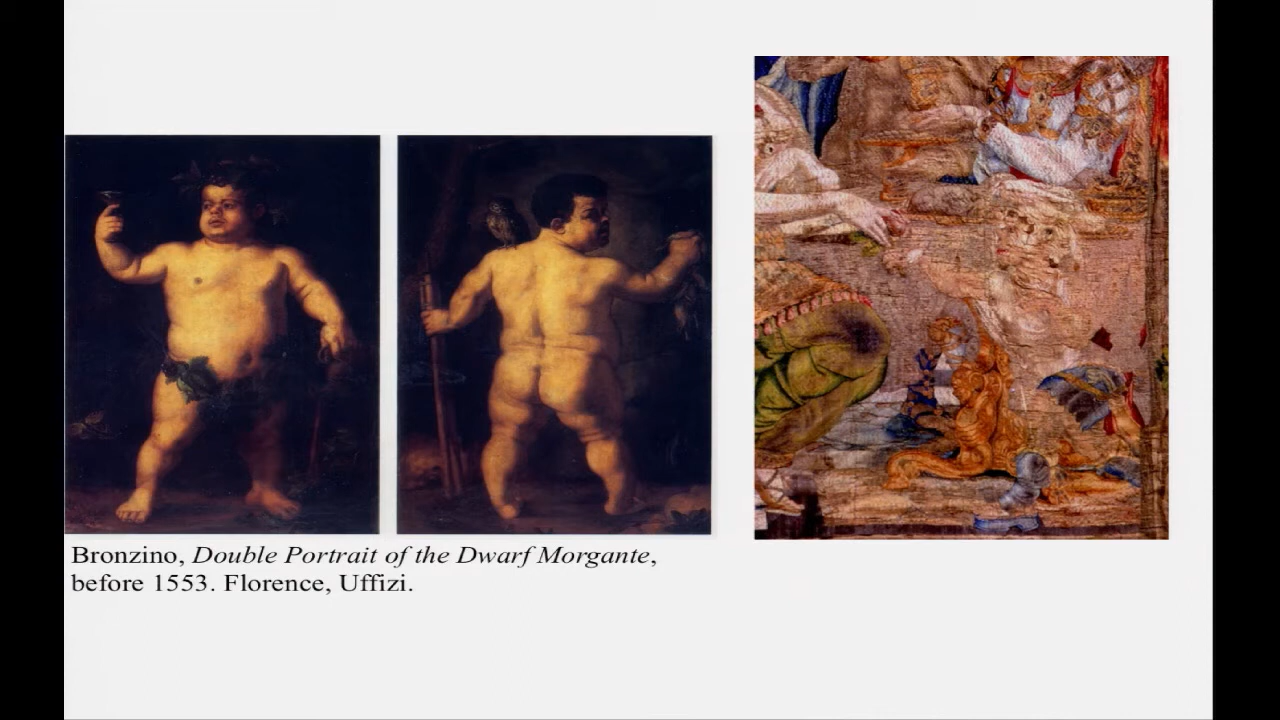 Bronzino, Double Portrait of the Dwarf Morgante,
before 1553. Florence, Uffizi.